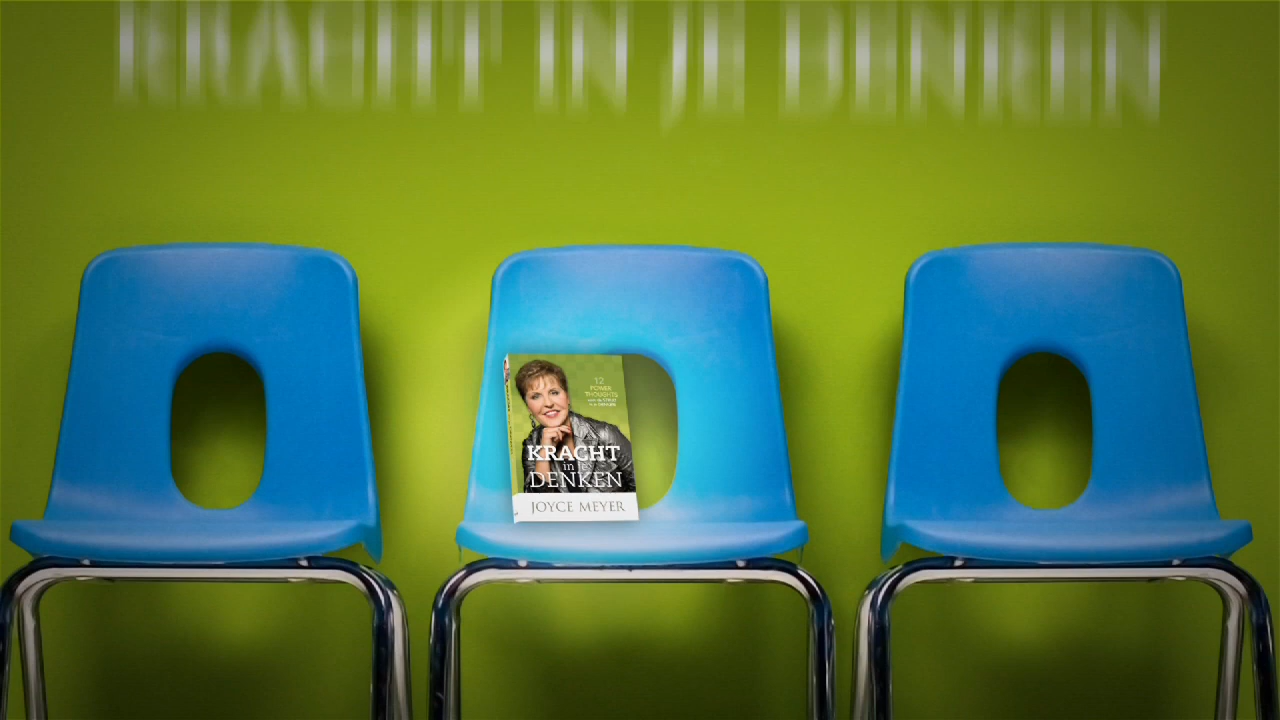 KRACHT IN JE DENKEN
12
POWER
THOUGHTS
KRACHT
in je
DENKEN
JOYCE MEYER